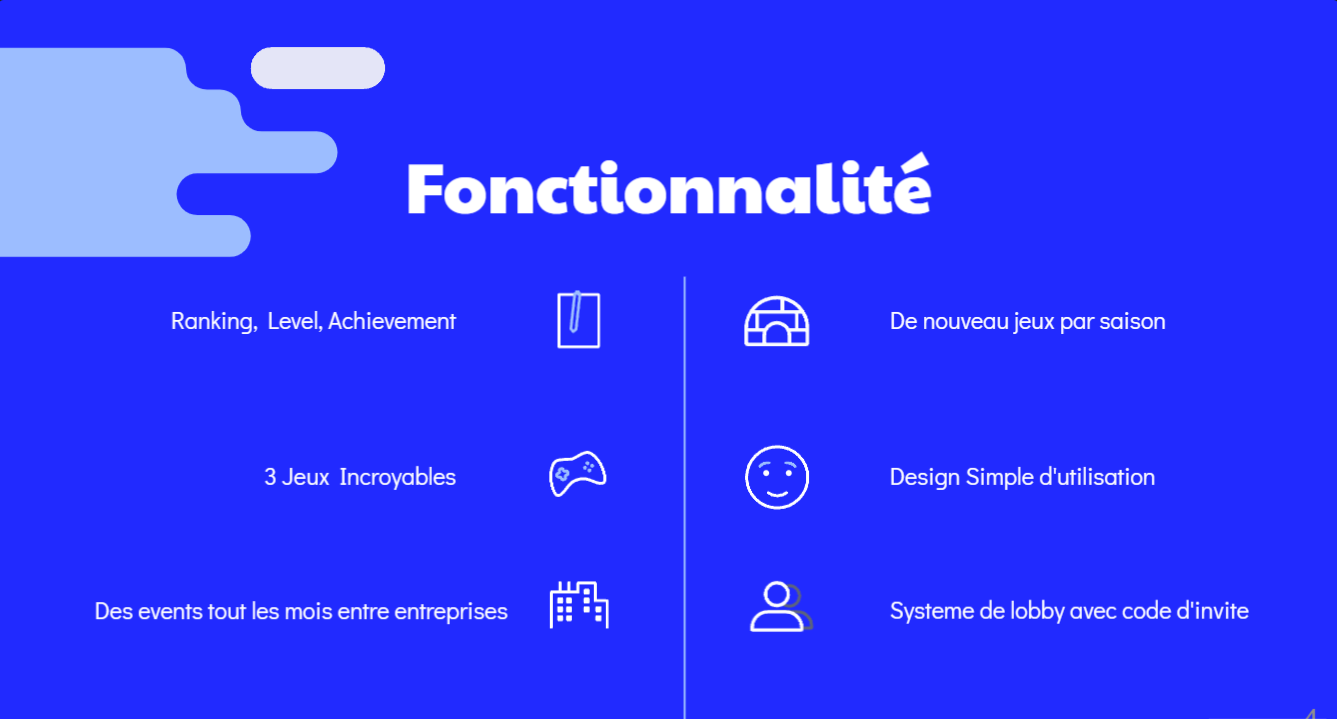 Fonctionnalité
Ranking, Level, Achievement
De nouveau jeux par saison
3 Jeux Incroyables
Design Simple d'utilisation
Des events tout les mois entre entreprises
Systeme de lobby avec code d'invite
4